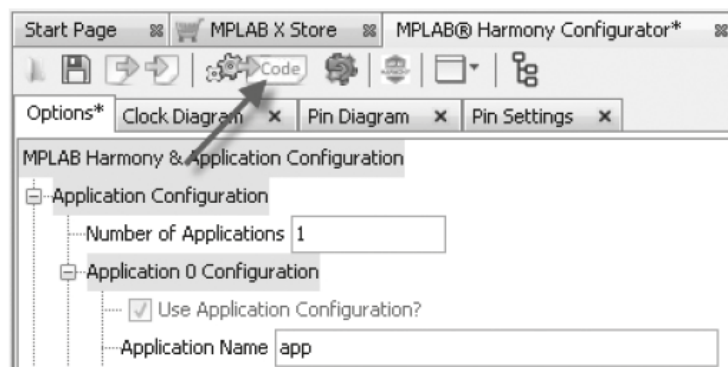 Start Page MPLAB X Store MPLAB® Harmony Configurator*
Code
Options* Clock Diagram Pin Diagram Pin Settings
MPLAB Harmony & Application Configuration
Application Configuration
Number of Applications 1
Application 0 Configuration
Use Application Configuration?
Application Name app